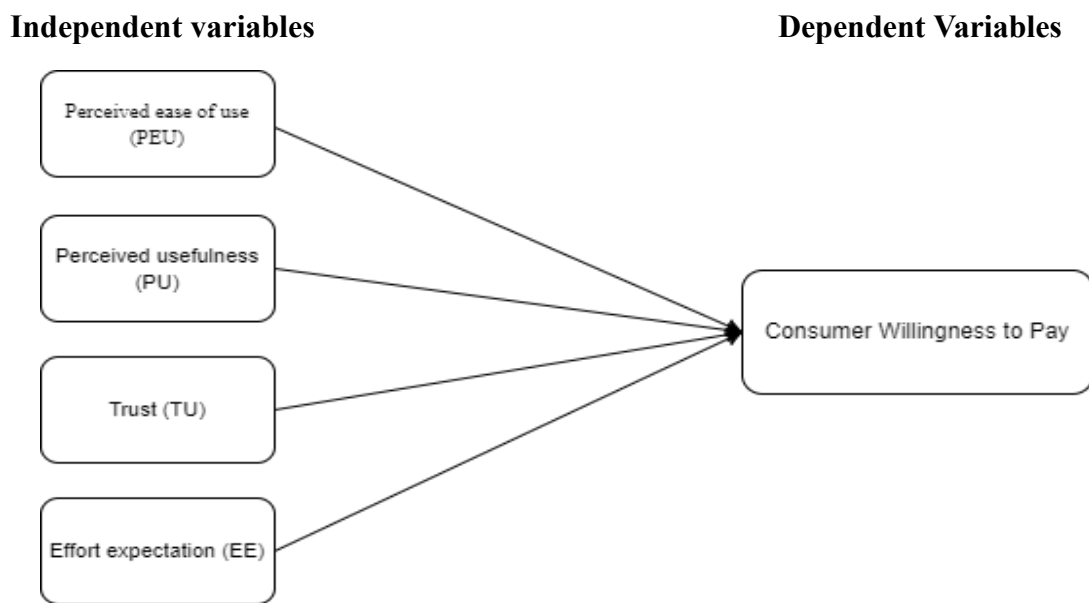 Independent variables
Dependent Variables
Perceived ease of use
(PEU)
Perceived usefulness
(PU)
Consumer Willingness to Pay
Trust (TU)
Effort expectation (EE)